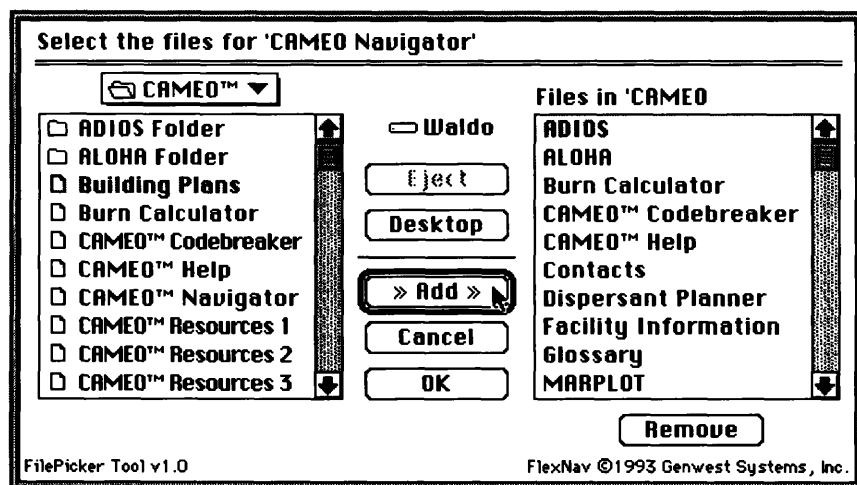 Select the files for 'CAMEO Navigator'
CAMEO™
ADIOS Folder
ALOHA Folder
Building Plans
Burn Calculator
CAMEO™ Codebreaker
CAMEO™ Help
CAMEO™ Navigator
CAMEO™ Resources 1
CAMEO™ Resources 2
CAMEO™ Resources 3
Waldo
Eject
Desktop
» Add »
Cancel
OK
Files in 'CAMEO
ADIOS
ALOHA
Burn Calculator
CAMEO™ Codebreaker
CAMEO™ Help
Contacts
Dispersant Planner
Facility Information
Glossary
MARPLOT
Remove
FilePicker Tool v1.0
FlexNav ©1993 Genwest Systems, Inc.